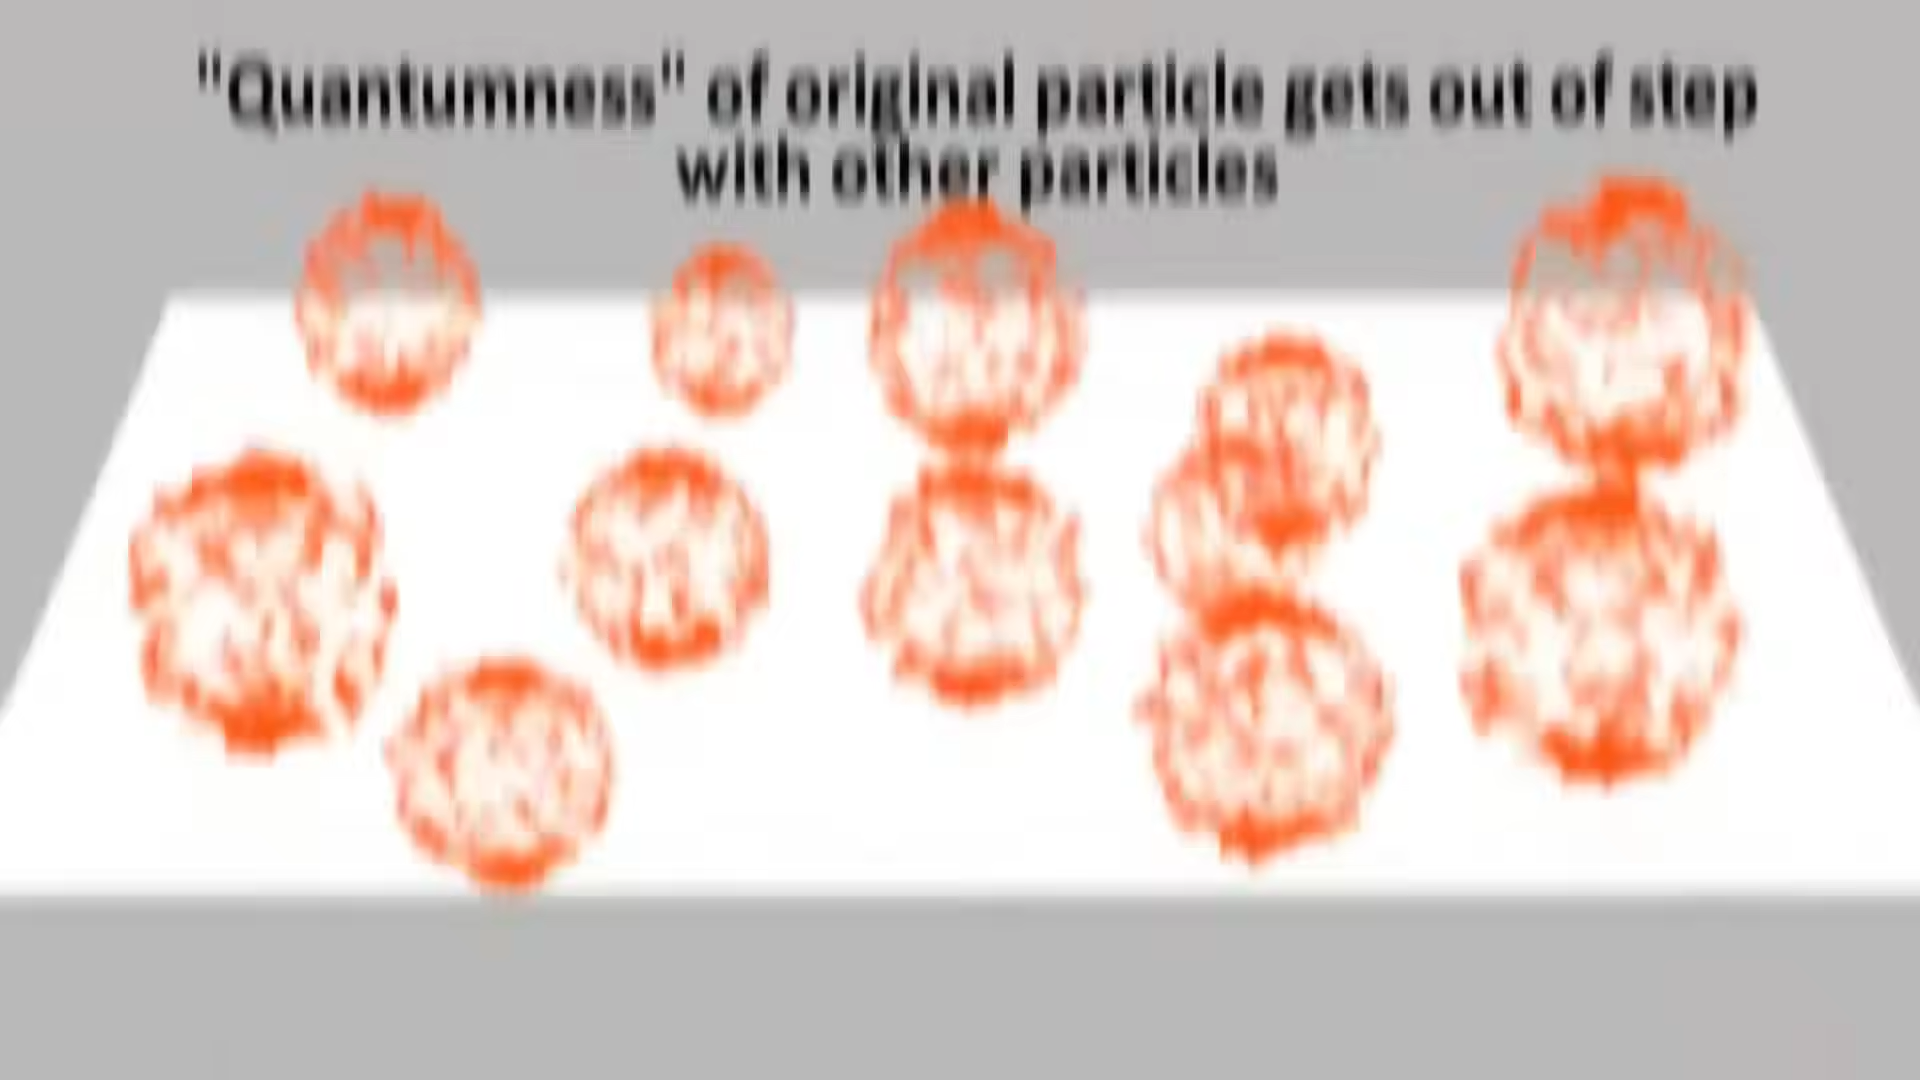 "Quantumness" of original particle gets out of step
with other particles